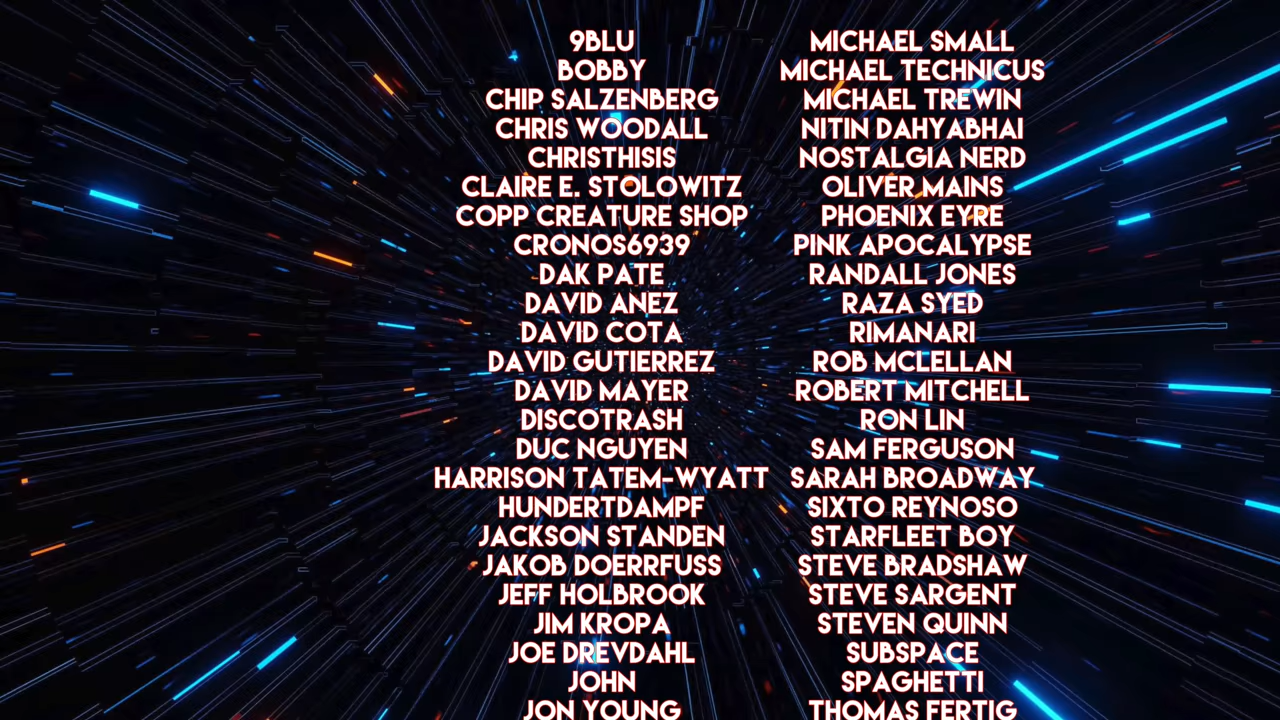 9BLU
BOBBY
CHIP SALZENBERG
CHRIS WOODALL
CHRISTHISIS
CLAIRE E. STOLOWITZ
COPP CREATURE SHOP
CRONOS6939
DAK PATE
DAVID ANEZ
DAVID COTA
DAVID GUTIERREZ
DAVID MAYER
DISCOTRASH
DUC NGUYEN
HARRISON TATEM-WYATT
HUNDERTDAMPF
JACKSON STANDEN
JAKOB DOERRFUSS
JEFF HOLBROOK
JIM KROPA
JOE DREVDAHL
JOHN
JON YOUNG
MICHAEL SMALL
MICHAEL TECHNICUS
MICHAEL TREWIN
NITIN DAHYABHAI
NOSTALGIA NERD
OLIVER MAINS
PHOENIX EYRE
PINK APOCALYPSE
RANDALL JONES
RAZA SYED
RIMANARI
ROB MCLELLAN
ROBERT MITCHELL
RON LIN
SAM FERGUSON
SARAH BROADWAY
SIXTO REYNOSO
STARFLEET BOY
STEVE BRADSHAW
STEVE SARGENT
STEVEN QUINN
SUBSPACE
SPAGHETTI
THOMAS FERTIG